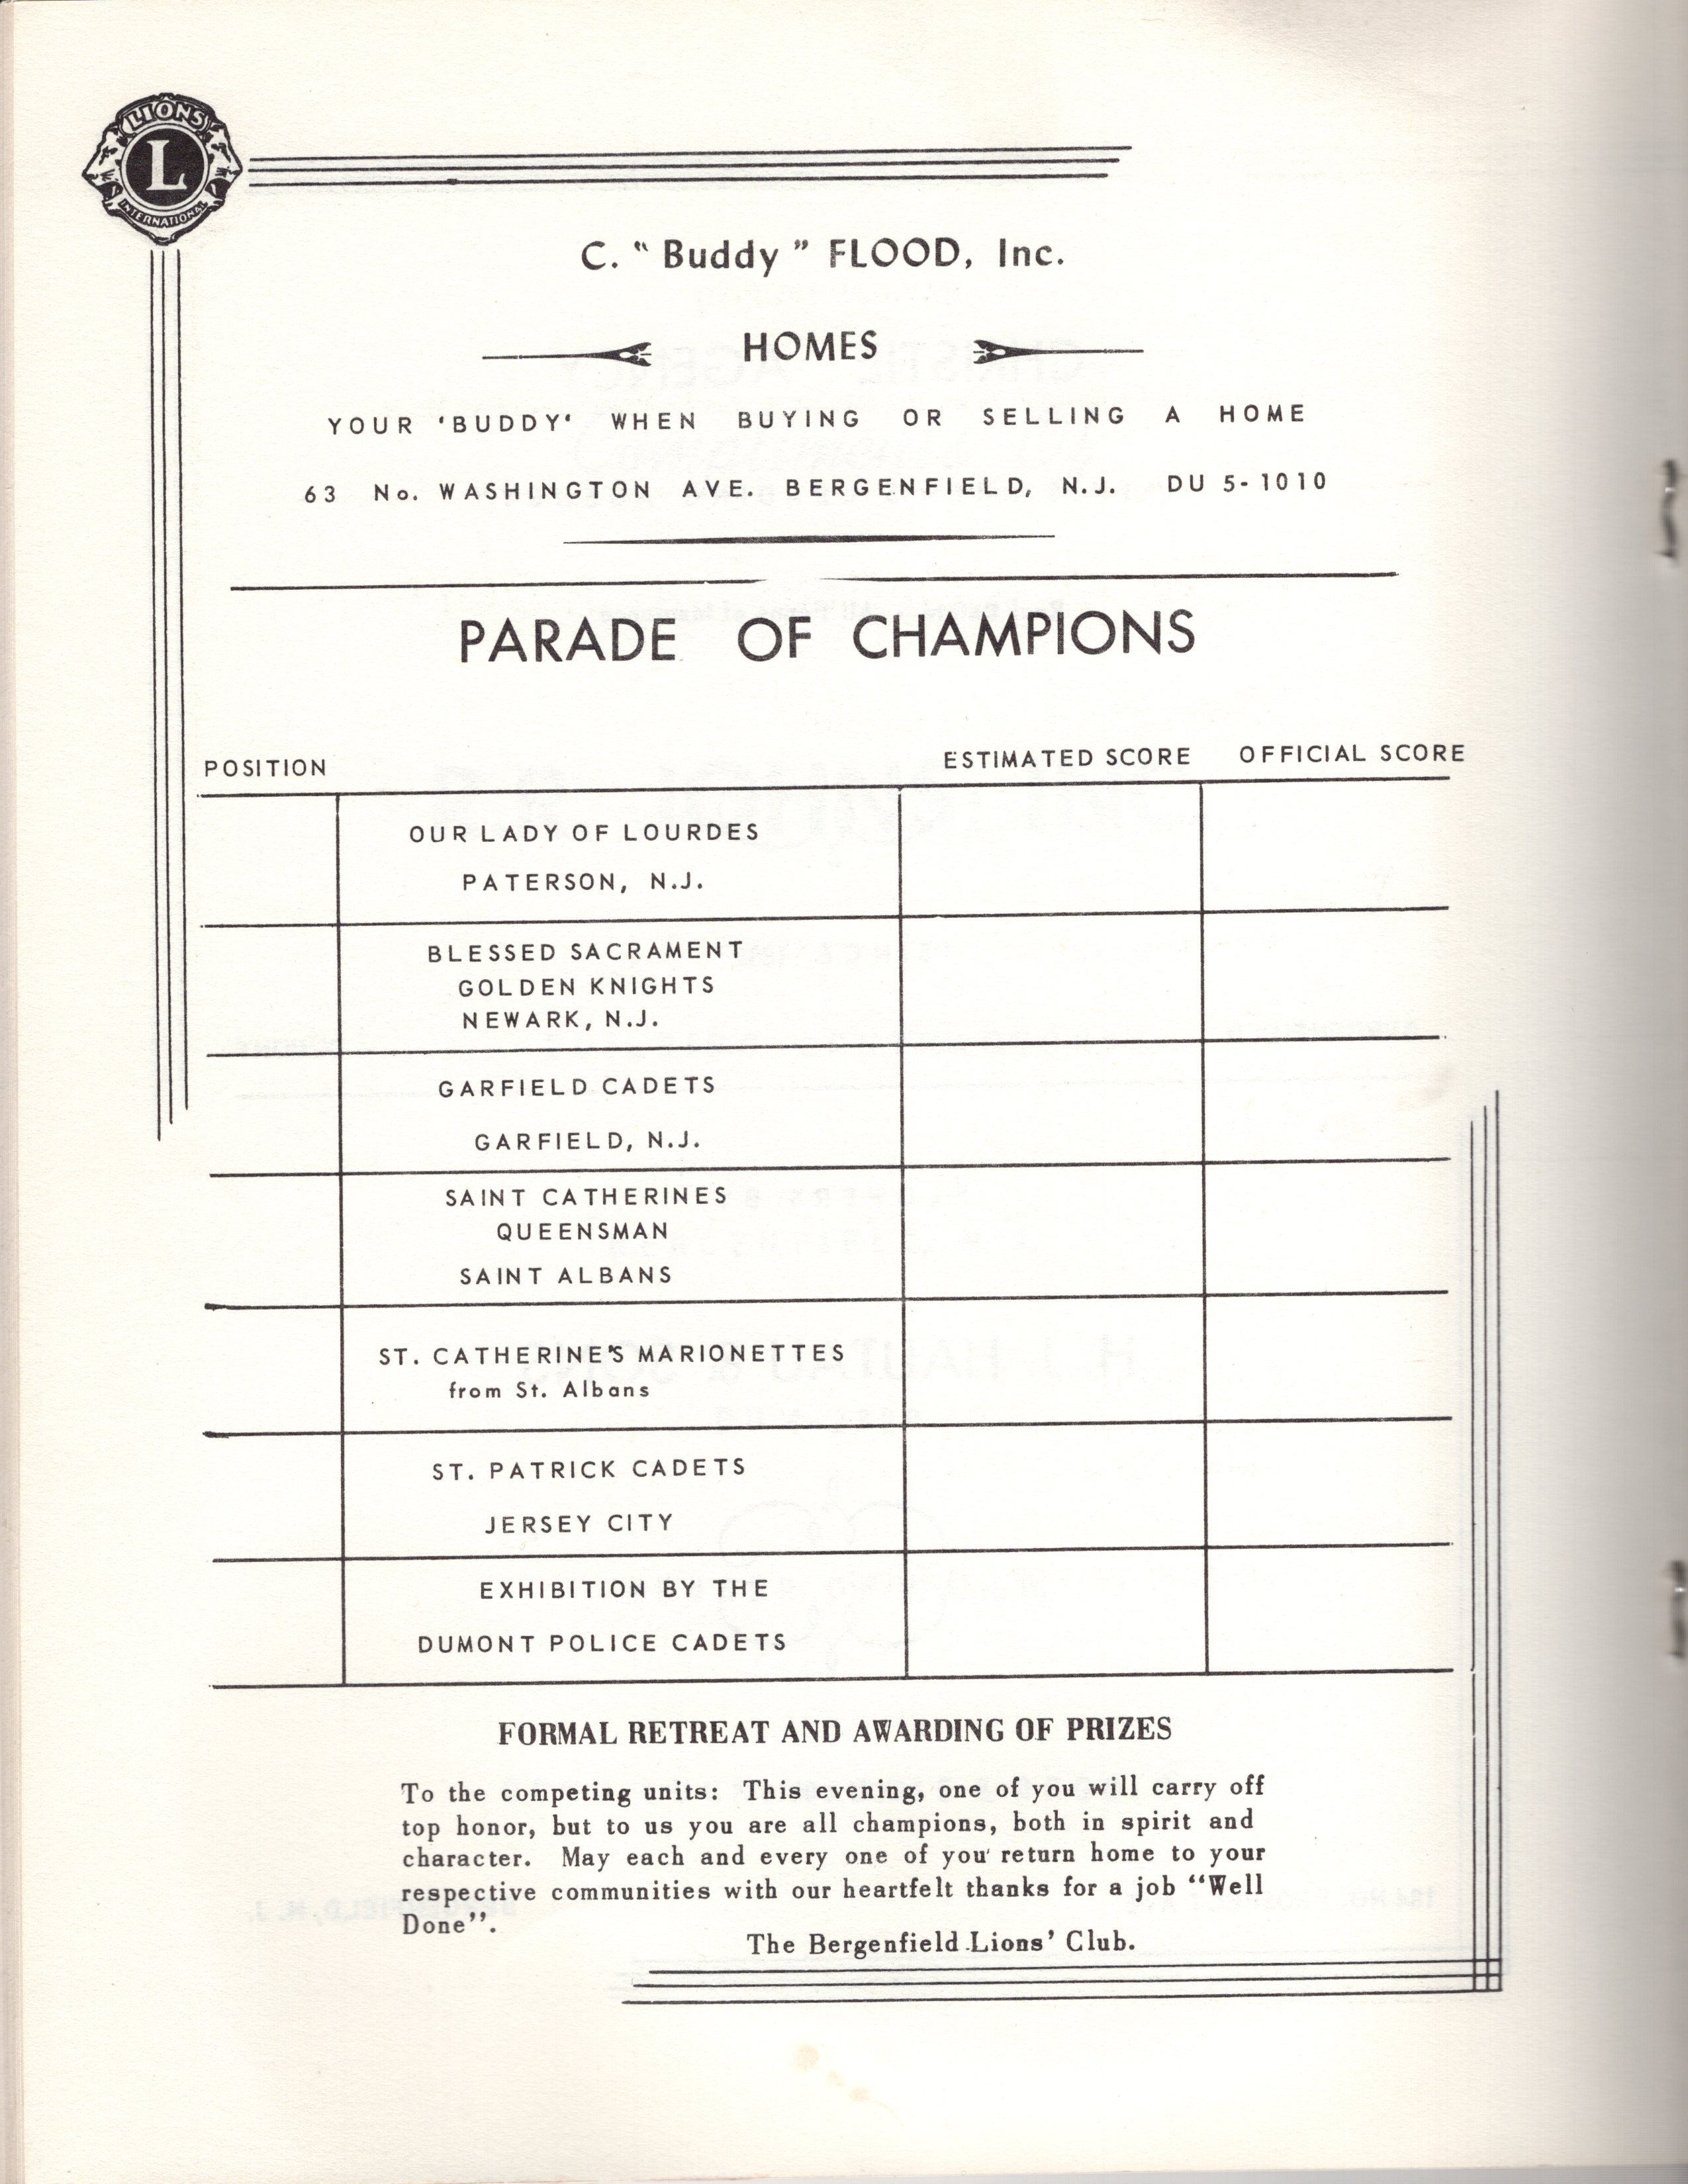 LIONS
L
INTERNATIONAL
C. “Buddy” FLOOD, Inc.
HOMES
YOUR ‘BUDDY‘ WHEN BUYING OR SELLING A HOME
63 No. WASHINGTON AVE. BERGENFIELD, N.J. DU 5-1010
PARADE OF CHAMPIONS
POSITION ESTIMATED SCORE OFFICIAL SCORE
OUR LADY OF LOURDES
PATERSON, N.J.
BLESSED SACRAMENT
GOLDEN KNIGHTS
NEWARK, N.J.
GARFIELD CADETS
GARFIELD, N.J.
SAINT CATHERINES
QUEENSMAN
SAINT ALBANS
ST. CATHERINE'S MARIONETTES
from St. Albans
ST. PATRICK CADETS
JERSEY CITY
EXHIBITION BY THE
DUMONT POLICE CADETS
FORMAL RETREAT AND AWARDING OF PRIZES
To the competing units: This evening, one of you will carry off
top honor, but to us you are all champions, both in spirit and
character. May each and every one of you return home to your
respective communities with our heartfelt thanks for a job “Well
Done”.
The Bergenfield Lions’ Club.